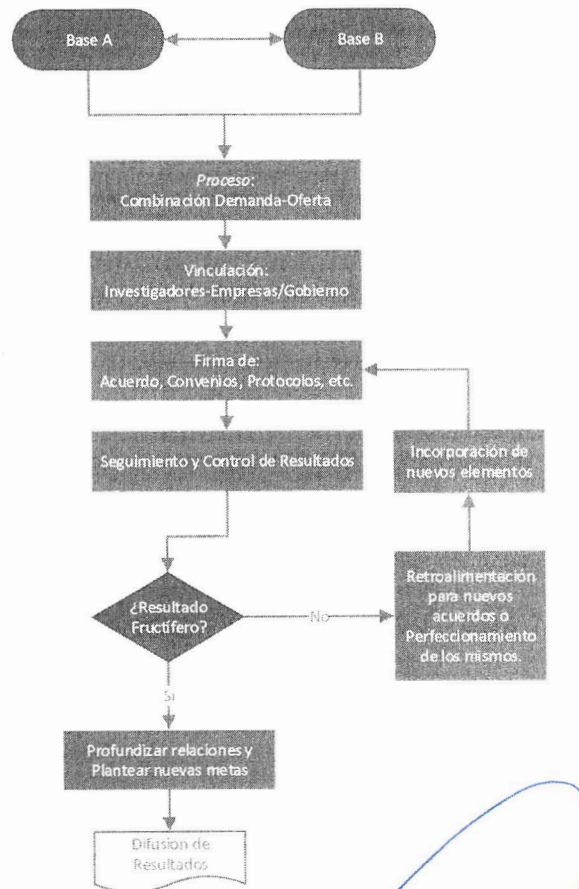 Base A
Base B
Proceso:
Combinación Demanda-Oferta
Vinculación:
Investigadores-Empresas/Gobierno
Firma de:
Acuerdo, Convenios, Protocolos, etc.
Seguimiento y Control de Resultados
Incorporación de
nuevos elementos
¿Resultado
Fructífero?
No
Retroalimentación
para nuevos
acuerdos o
Perfeccionamiento
de los mismos.
Si
Profundizar relaciones y
Plantear nuevas metas
Difusion de
Resultados